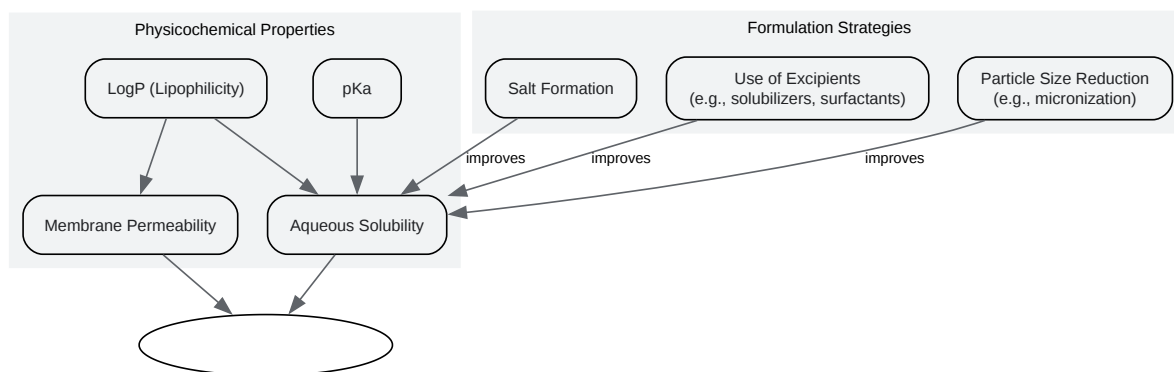 Physicochemical Properties
Formulation Strategies
LogP (Lipophilicity)
pKa
Salt Formation
Use of Excipients
(e.g., solubilizers, surfactants)
Particle Size Reduction
(e.g., micronization)
improves
improves
improves
Membrane Permeability
Aqueous Solubility